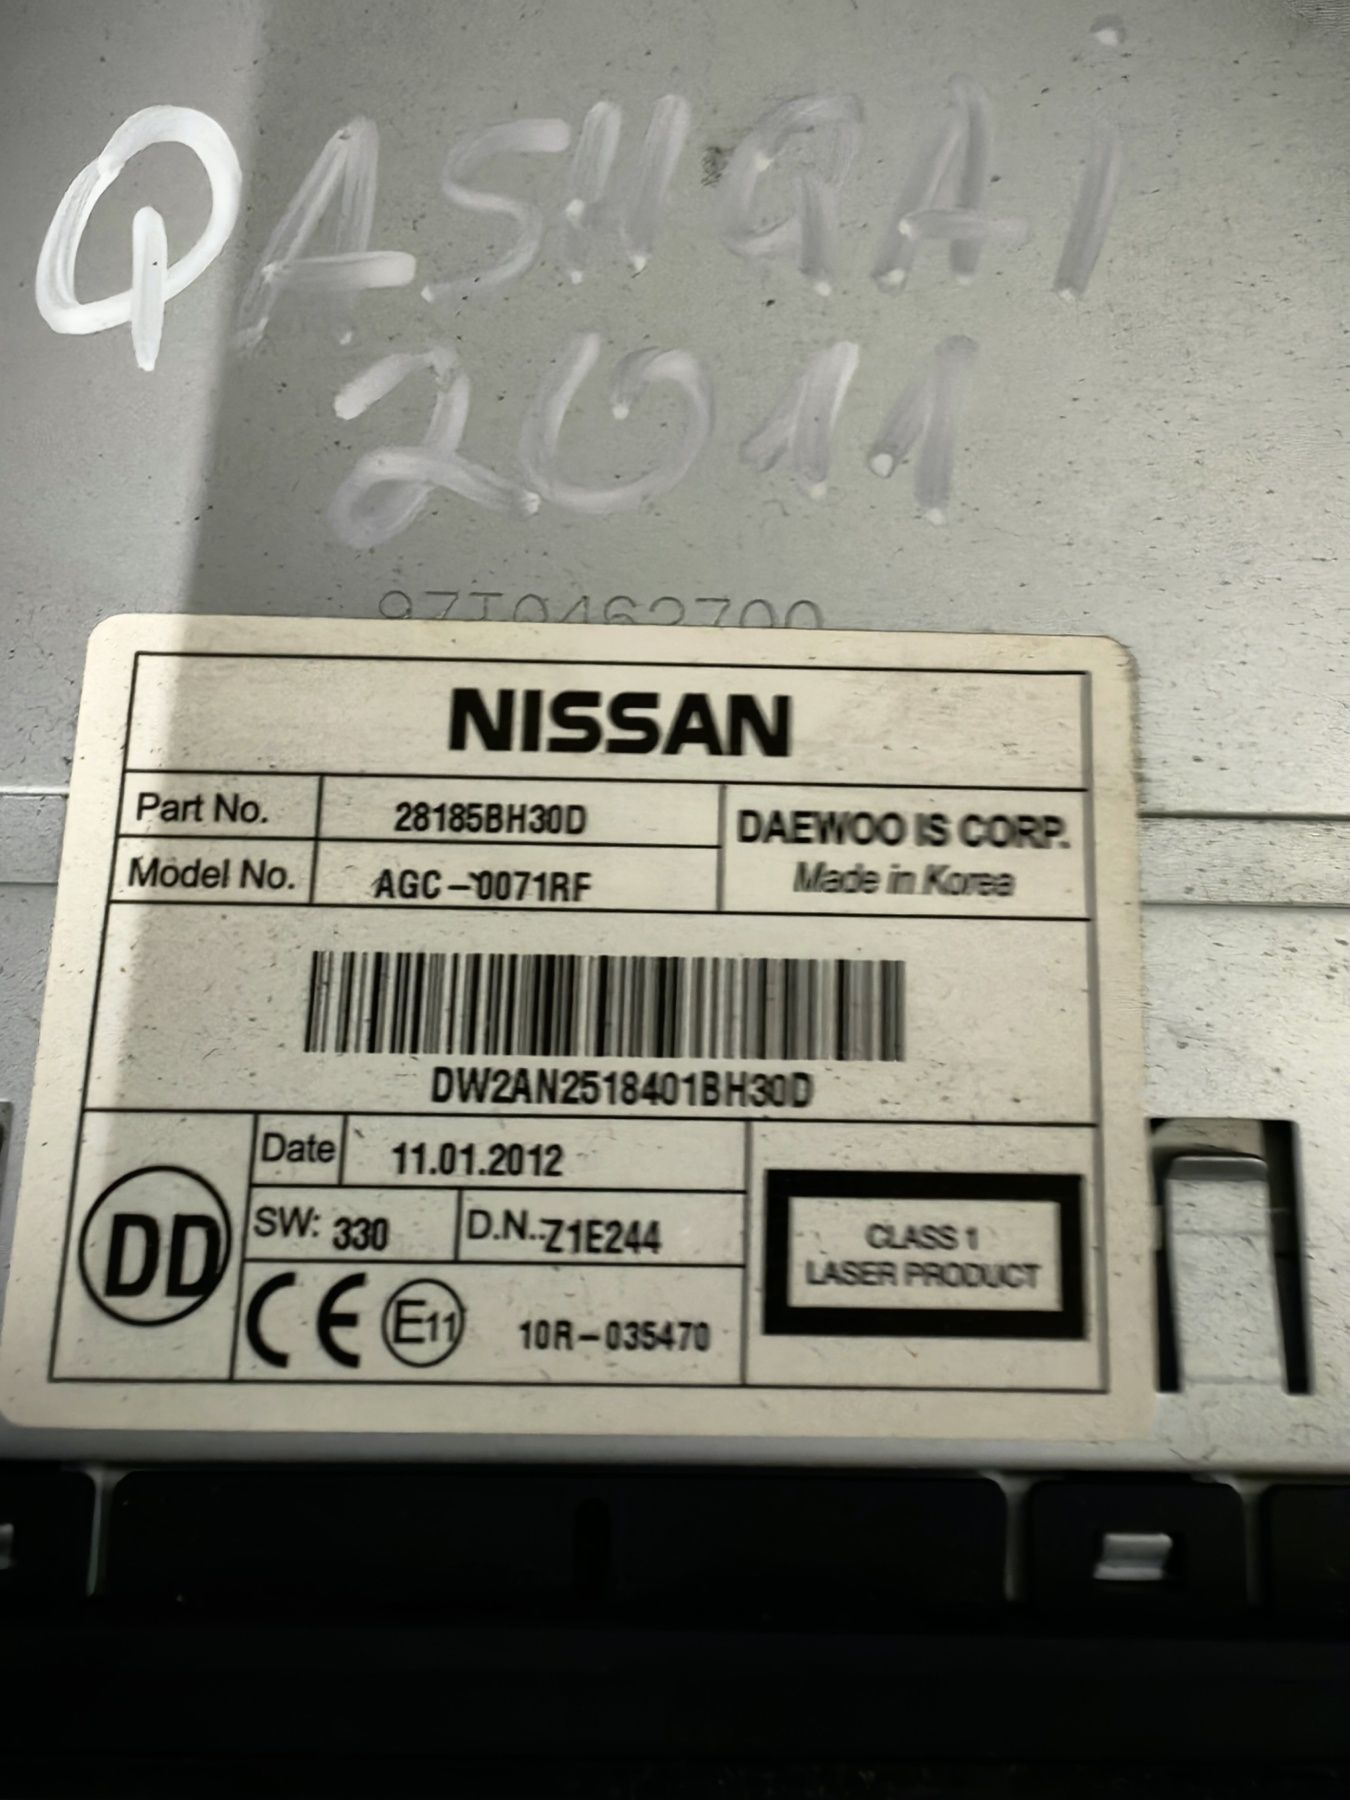 QASHQAi
2011
NISSAN
Part No. 28185BH30D DAEWOO IS CORP.
Model No. AGC-0071RF Made in Korea
DW2AN2518401BH30D
Date 11.01.2012
DD SW: 330 D.N.: Z1E244
CLASS 1
LASER PRODUCT
CE E11 10R-035470